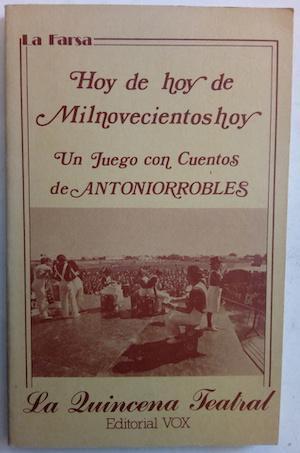 La Farsa
Hoy de hoy de
Milnovecientoshoy
Un Juego con Cuentos
de ANTONIORROBLES
La Quincena Teatral
Editorial VOX